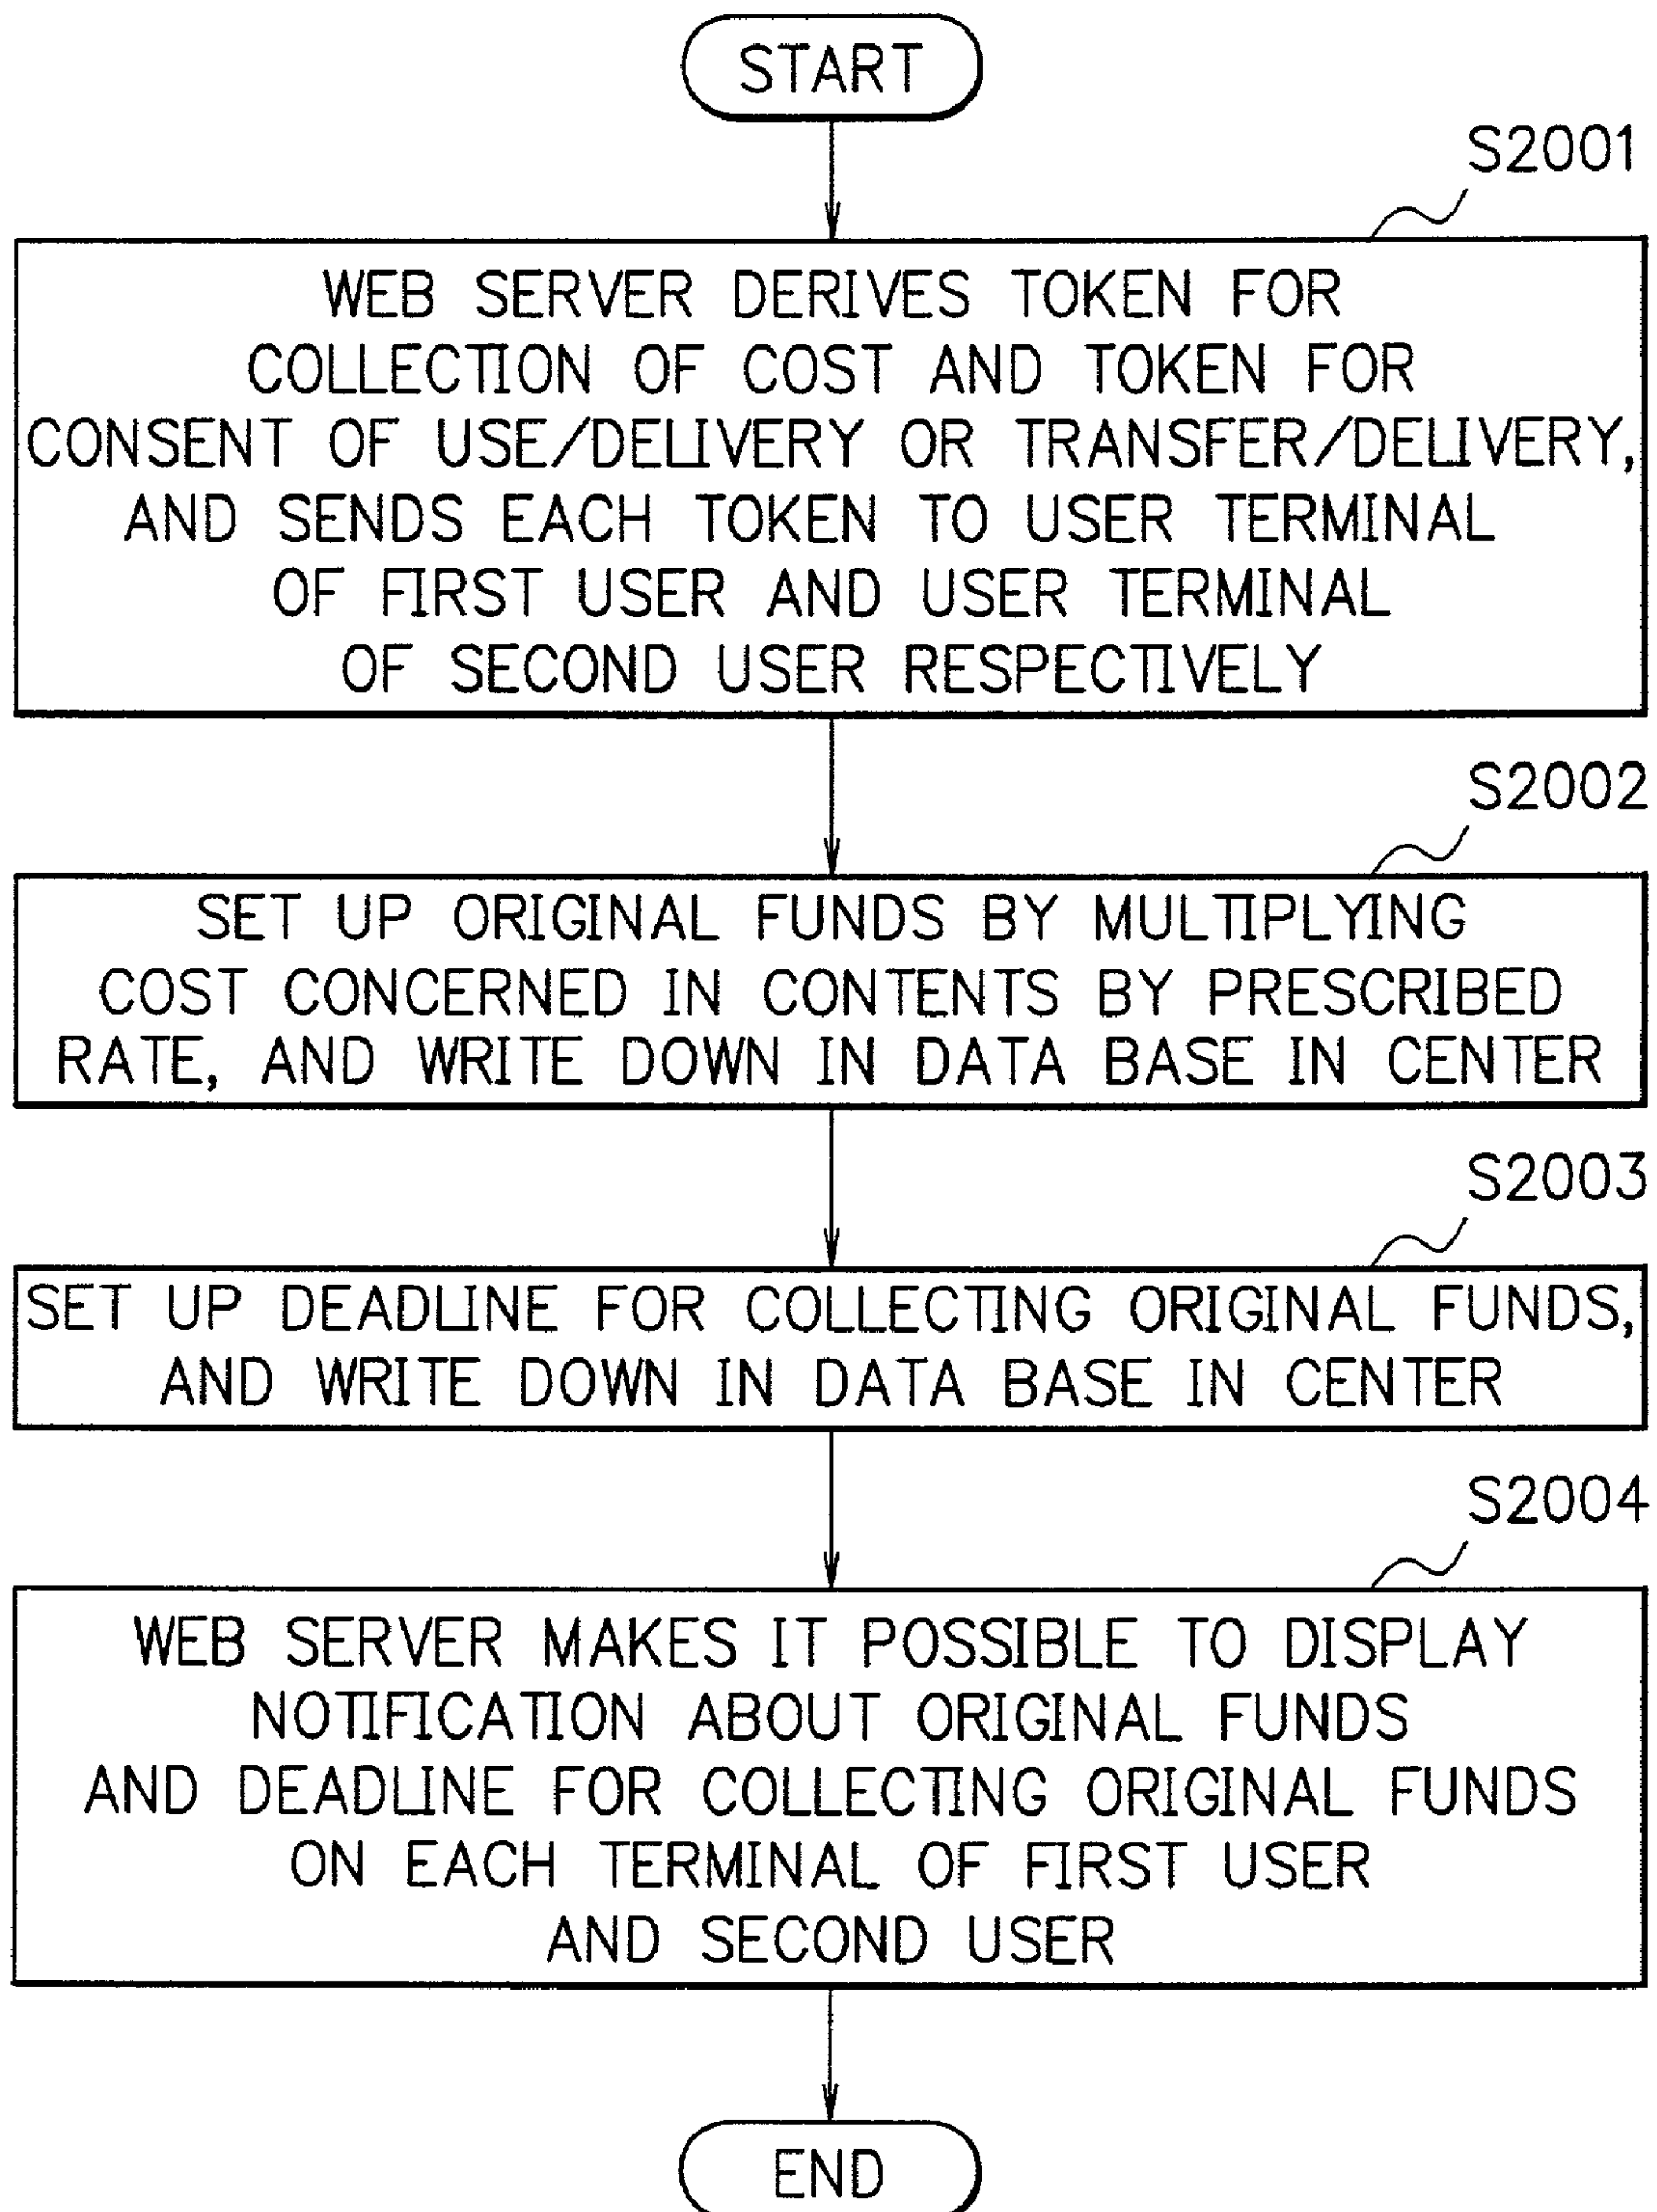 START
S2001
WEB SERVER DERIVES TOKEN FOR
COLLECTION OF COST AND TOKEN FOR
CONSENT OF USE/DELIVERY OR TRANSFER/DELIVERY,
AND SENDS EACH TOKEN TO USER TERMINAL
OF FIRST USER AND USER TERMINAL
OF SECOND USER RESPECTIVELY
S2002
SET UP ORIGINAL FUNDS BY MULTIPLYING
COST CONCERNED IN CONTENTS BY PRESCRIBED
RATE, AND WRITE DOWN IN DATA BASE IN CENTER
S2003
SET UP DEADLINE FOR COLLECTING ORIGINAL FUNDS,
AND WRITE DOWN IN DATA BASE IN CENTER
S2004
WEB SERVER MAKES IT POSSIBLE TO DISPLAY
NOTIFICATION ABOUT ORIGINAL FUNDS
AND DEADLINE FOR COLLECTING ORIGINAL FUNDS
ON EACH TERMINAL OF FIRST USER
AND SECOND USER
END